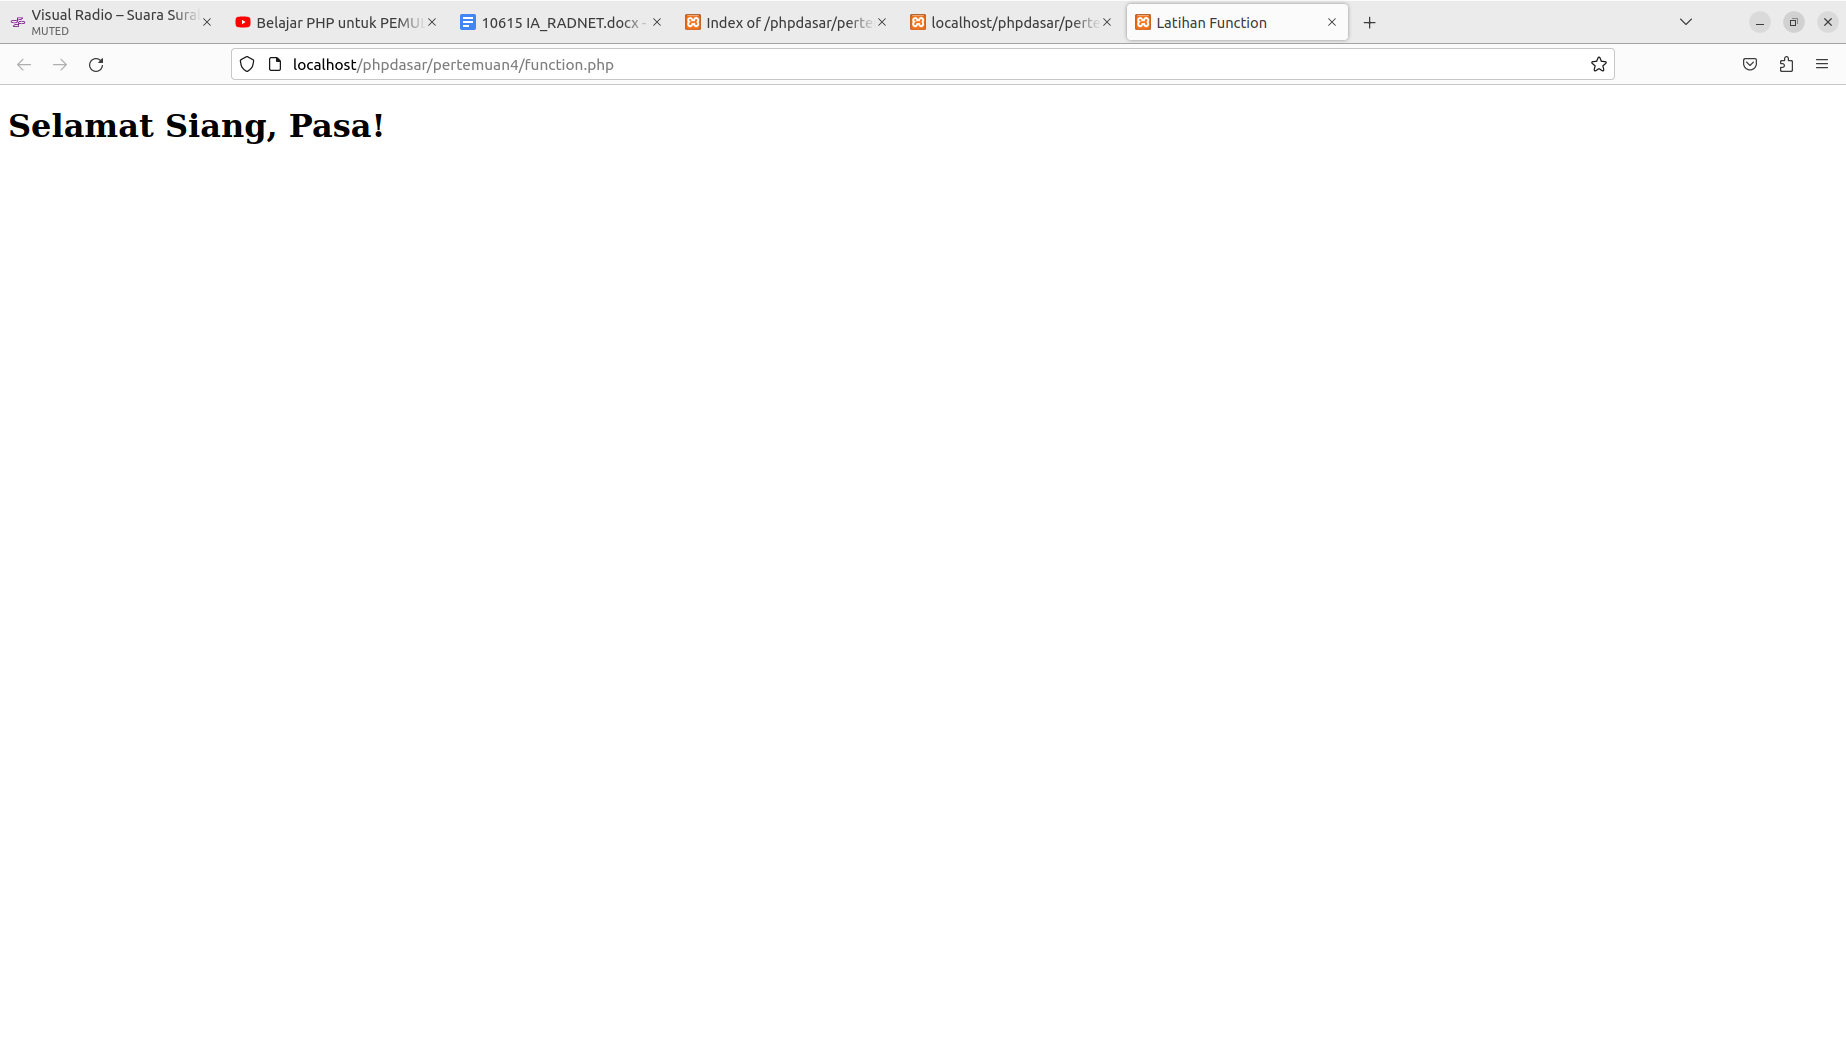 Visual Radio – Suara Sura
MUTED
Belajar PHP untuk PEMU
10615 IA_RADNET.docx -
Index of /phpdasar/perte
localhost/phpdasar/perte
Latihan Function
localhost/phpdasar/pertemuan4/function.php
Selamat Siang, Pasa!